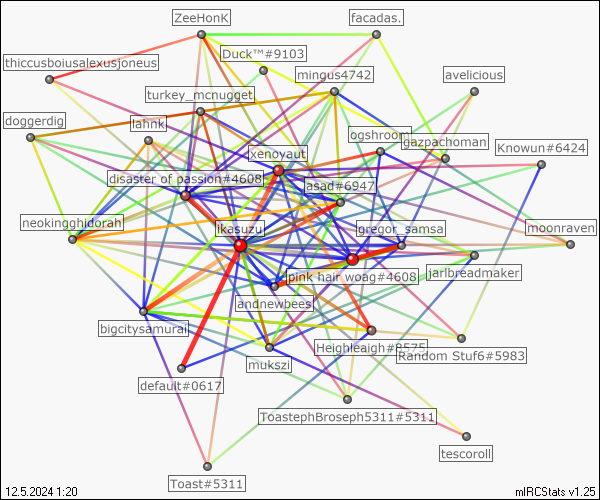 ZeeHonK
facadas.
Duck™#9103
thiccusboiusalexusjoneus
mingus4742
avelicious
turkey_mcnugget
doggerdig
lahnk
ogshroom
gazpachoman
Knowun#6424
xenoyaut
disaster of passion#4608
asad#6947
neokingghidorah
ikasuzu
gregor_samsa
moonraven
pink hair woag#4608
jarlbreadmaker
andnewbees
bigcitysamurai
Heighleigh#8575
Random Stuf6#5983
mukszi
default#0617
ToastephBroseph5311#5311
tescoroll
Toast#5311
12.5.2024 1:20
mIRCStats v1.25